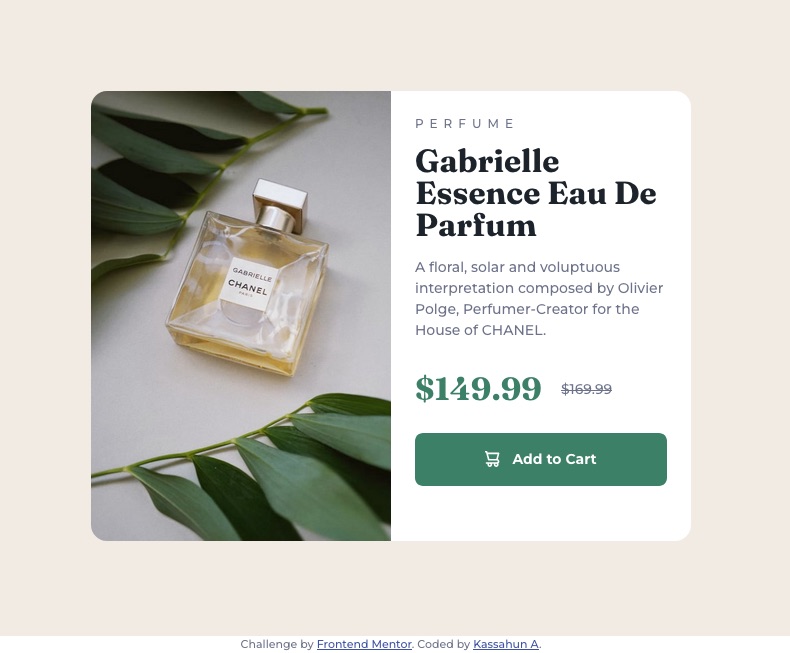 PERFUME
Gabrielle
Essence Eau De
Parfum
A floral, solar and voluptuous
interpretation composed by Olivier
Polge, Perfumer-Creator for the
House of CHANEL.
$149.99 $169.99
Add to Cart
GABRIELLE
CHANEL
PARIS
Challenge by Frontend Mentor. Coded by Kassahun A.